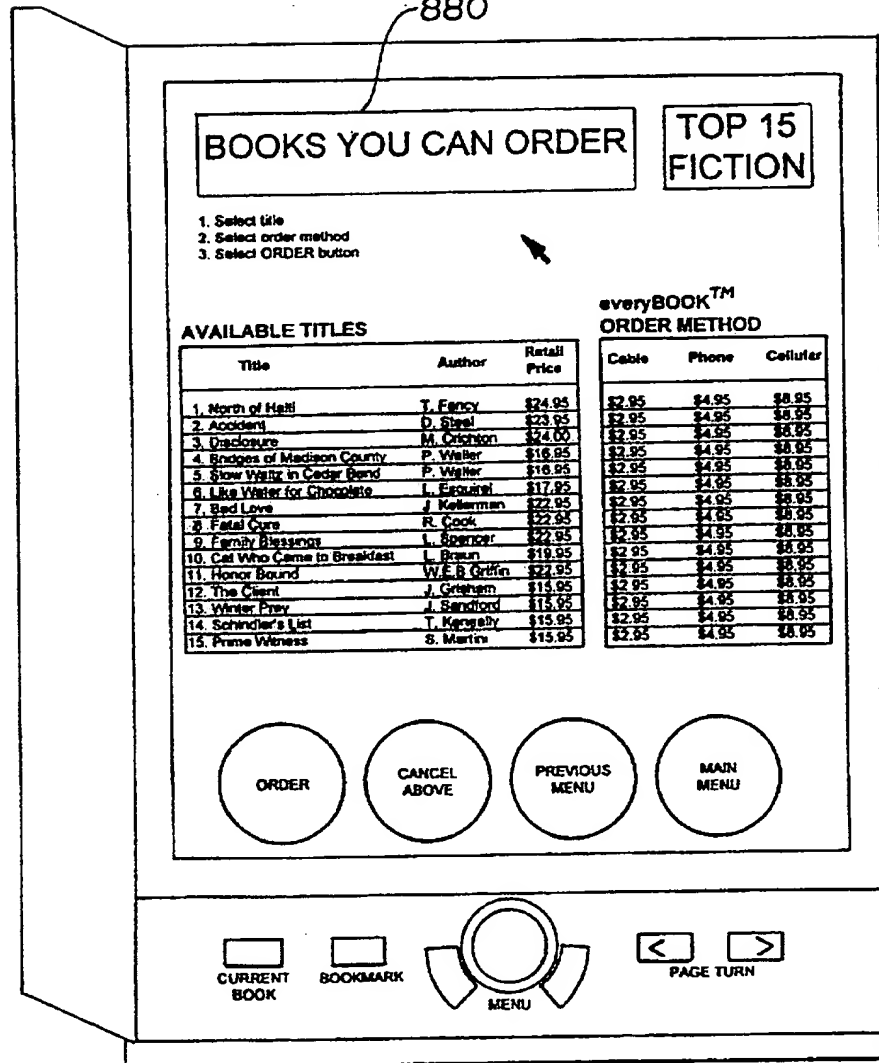 880
BOOKS YOU CAN ORDER
TOP 15
FICTION
1. Select title
2. Select order method
3. Select ORDER button
everyBOOK™
AVAILABLE TITLES
ORDER METHOD
Title Author Retail Price
Cable Phone Cellular
1. North of Haiti T. Fancy $24.95 $2.95 $4.95 $8.95
2. Accident D. Steel $23.95 $2.95 $4.95 $8.95
3. Disclosure M. Crichton $24.00 $2.95 $4.95 $8.95
4. Bridges of Madison County P. Waller $16.95 $2.95 $4.95 $8.95
5. Slow Waltz in Cedar Bend P. Waller $16.95 $2.95 $4.95 $8.95
6. Like Water for Chocolate L. Esquirel $17.95 $2.95 $4.95 $8.95
7. Bad Love J. Kellerman $22.95 $2.95 $4.95 $8.95
8. Fatal Cure R. Cook $22.95 $2.95 $4.95 $8.95
9. Family Blessings L. Spencer $22.95 $2.95 $4.95 $8.95
10. Cat Who Came to Breakfast L. Braun $19.95 $2.95 $4.95 $8.95
11. Honor Bound W.E.B Griffin $22.95 $2.95 $4.95 $8.95
12. The Client J. Grisham $15.95 $2.95 $4.95 $8.95
13. Winter Prey J. Sandford $15.95 $2.95 $4.95 $8.95
14. Schindler's List T. Keneally $15.95 $2.95 $4.95 $8.95
15. Prime Witness S. Martini $15.95 $2.95 $4.95 $8.95
ORDER
CANCEL
ABOVE
PREVIOUS
MENU
MAIN
MENU
< >
CURRENT
BOOK
BOOKMARK
MENU
PAGE TURN